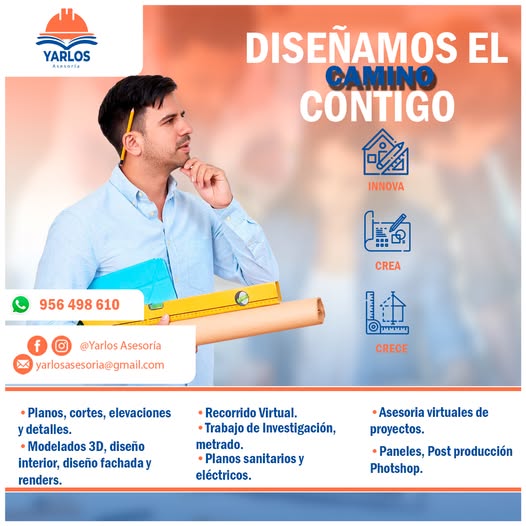 YARLOS
Asesoría
DISEÑAMOS EL
CAMINO
CONTIGO
INNOVA
CREA
CRECE
956 498 610
@Yarlos Asesoría
yarlosasesoria@gmail.com
• Planos, cortes, elevaciones
y detalles.
• Modelados 3D, diseño
interior, diseño fachada y
renders.
• Recorrido Virtual.
• Trabajo de Investigación,
metrado.
• Planos sanitarios y
eléctricos.
• Asesoria virtuales de
proyectos.
• Paneles, Post producción
Photshop.